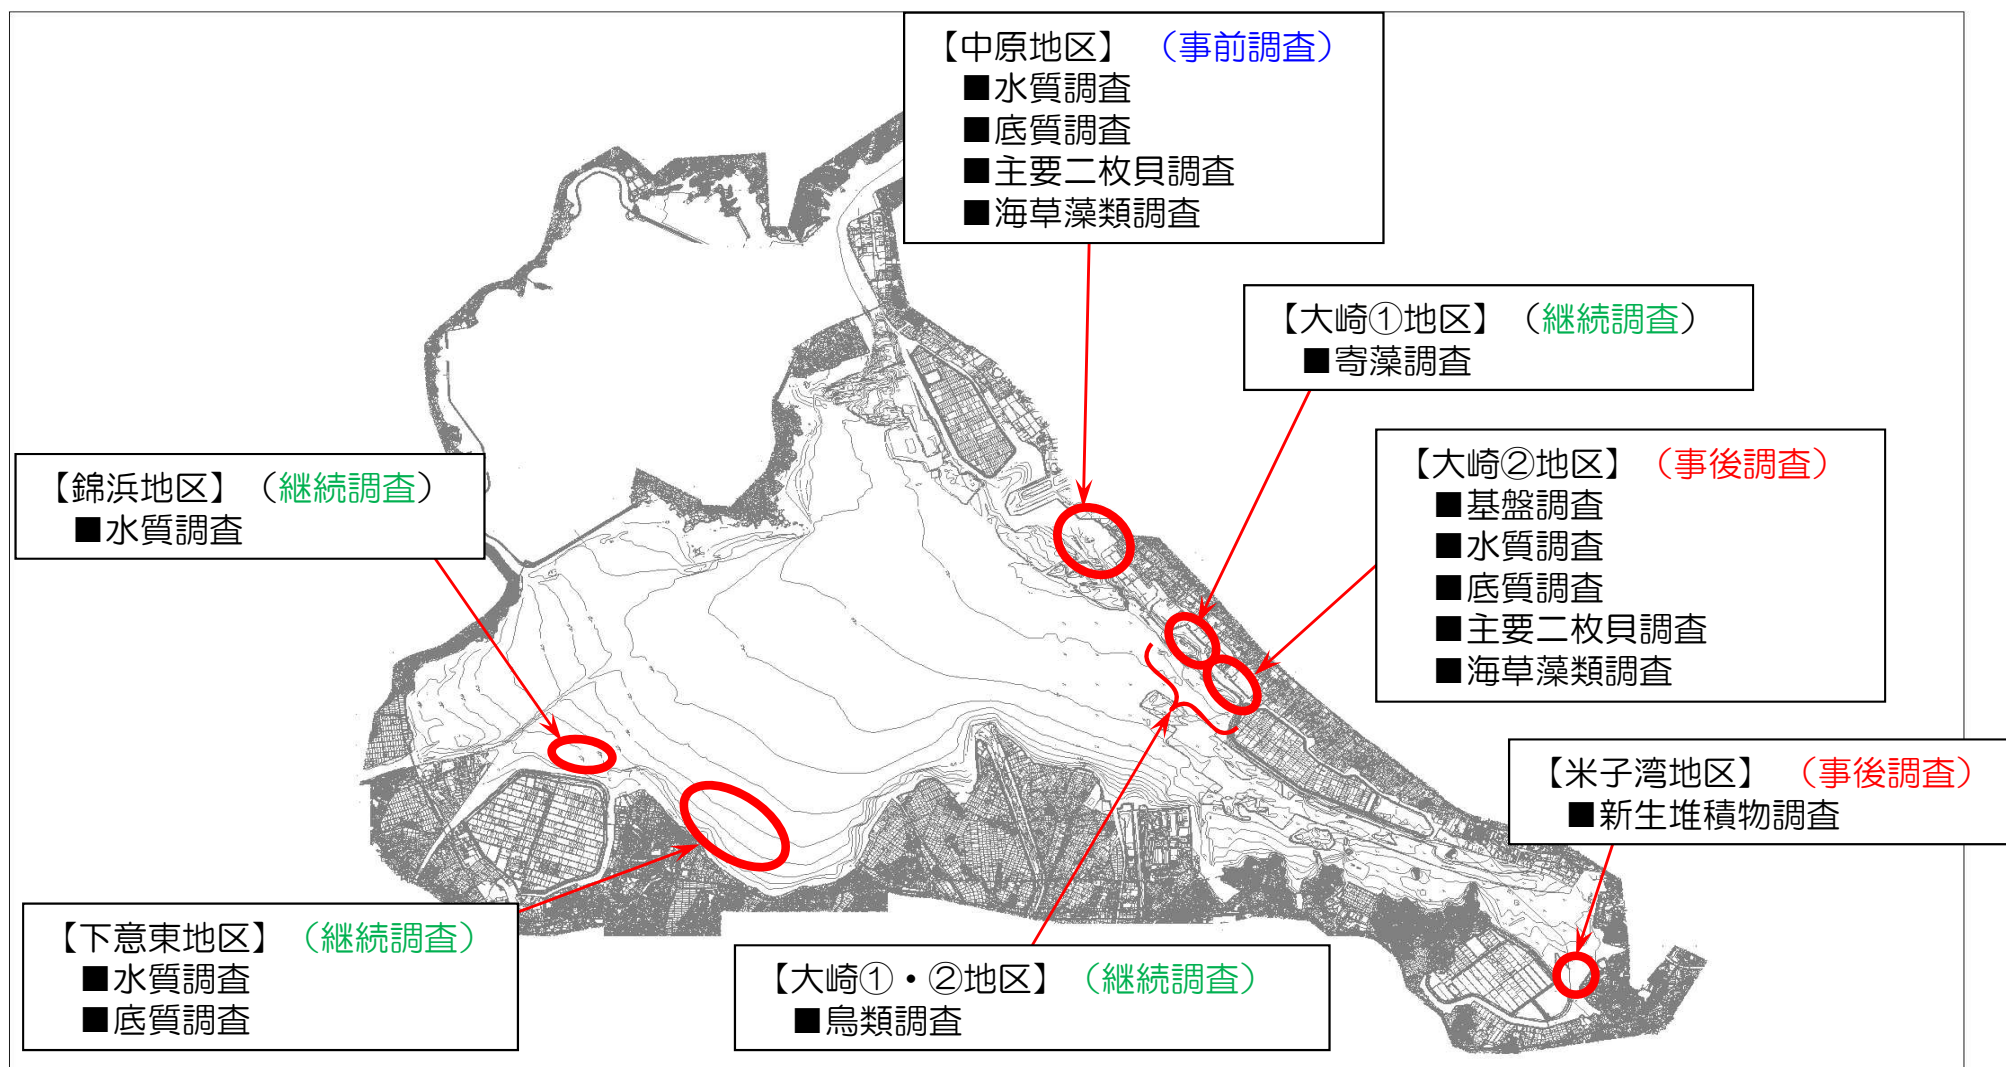 【中原地区】 （事前調査）
■水質調査
■底質調査
■主要二枚貝調査
■海草藻類調査
【大崎①地区】（継続調査）
■寄藻調査
【大崎②地区】（事後調査）
■基盤調査
■水質調査
■底質調査
■主要二枚貝調査
■海草藻類調査
【錦浜地区】（継続調査）
■水質調査
【米子湾地区】 （事後調査）
■新生堆積物調査
【下意東地区】（継続調査）
■水質調査
■底質調査
【大崎①・②地区】（継続調査）
■鳥類調査